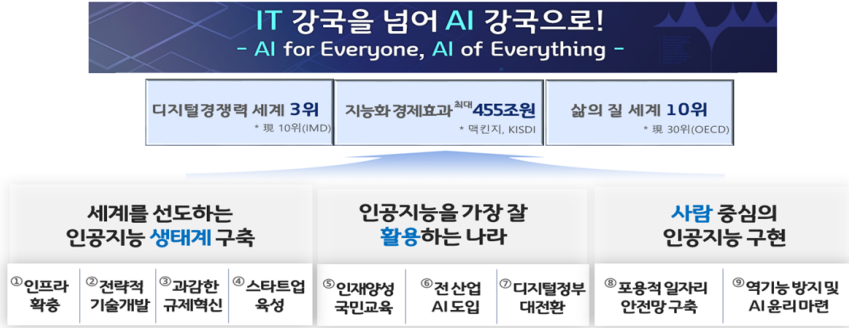 IT 강국을 넘어 AI 강국으로!
- AI for Everyone, AI of Everything -
디지털경쟁력 세계 3위
* 現 10위(IMD)
지능화 경제효과 최대 455조원
* 맥킨지, KISDI
삶의 질 세계 10위
* 現 30위(OECD)
세계를 선도하는
인공지능 생태계 구축
① 인프라
확충
② 전략적
기술개발
③ 과감한
규제혁신
④ 스타트업
육성
인공지능을 가장 잘
활용하는 나라
⑤ 인재양성
국민교육
⑥ 전 산업
AI 도입
⑦ 디지털정부
대전환
사람 중심의
인공지능 구현
⑧ 포용적 일자리
안전망 구축
⑨ 역기능 방지 및
AI 윤리 마련